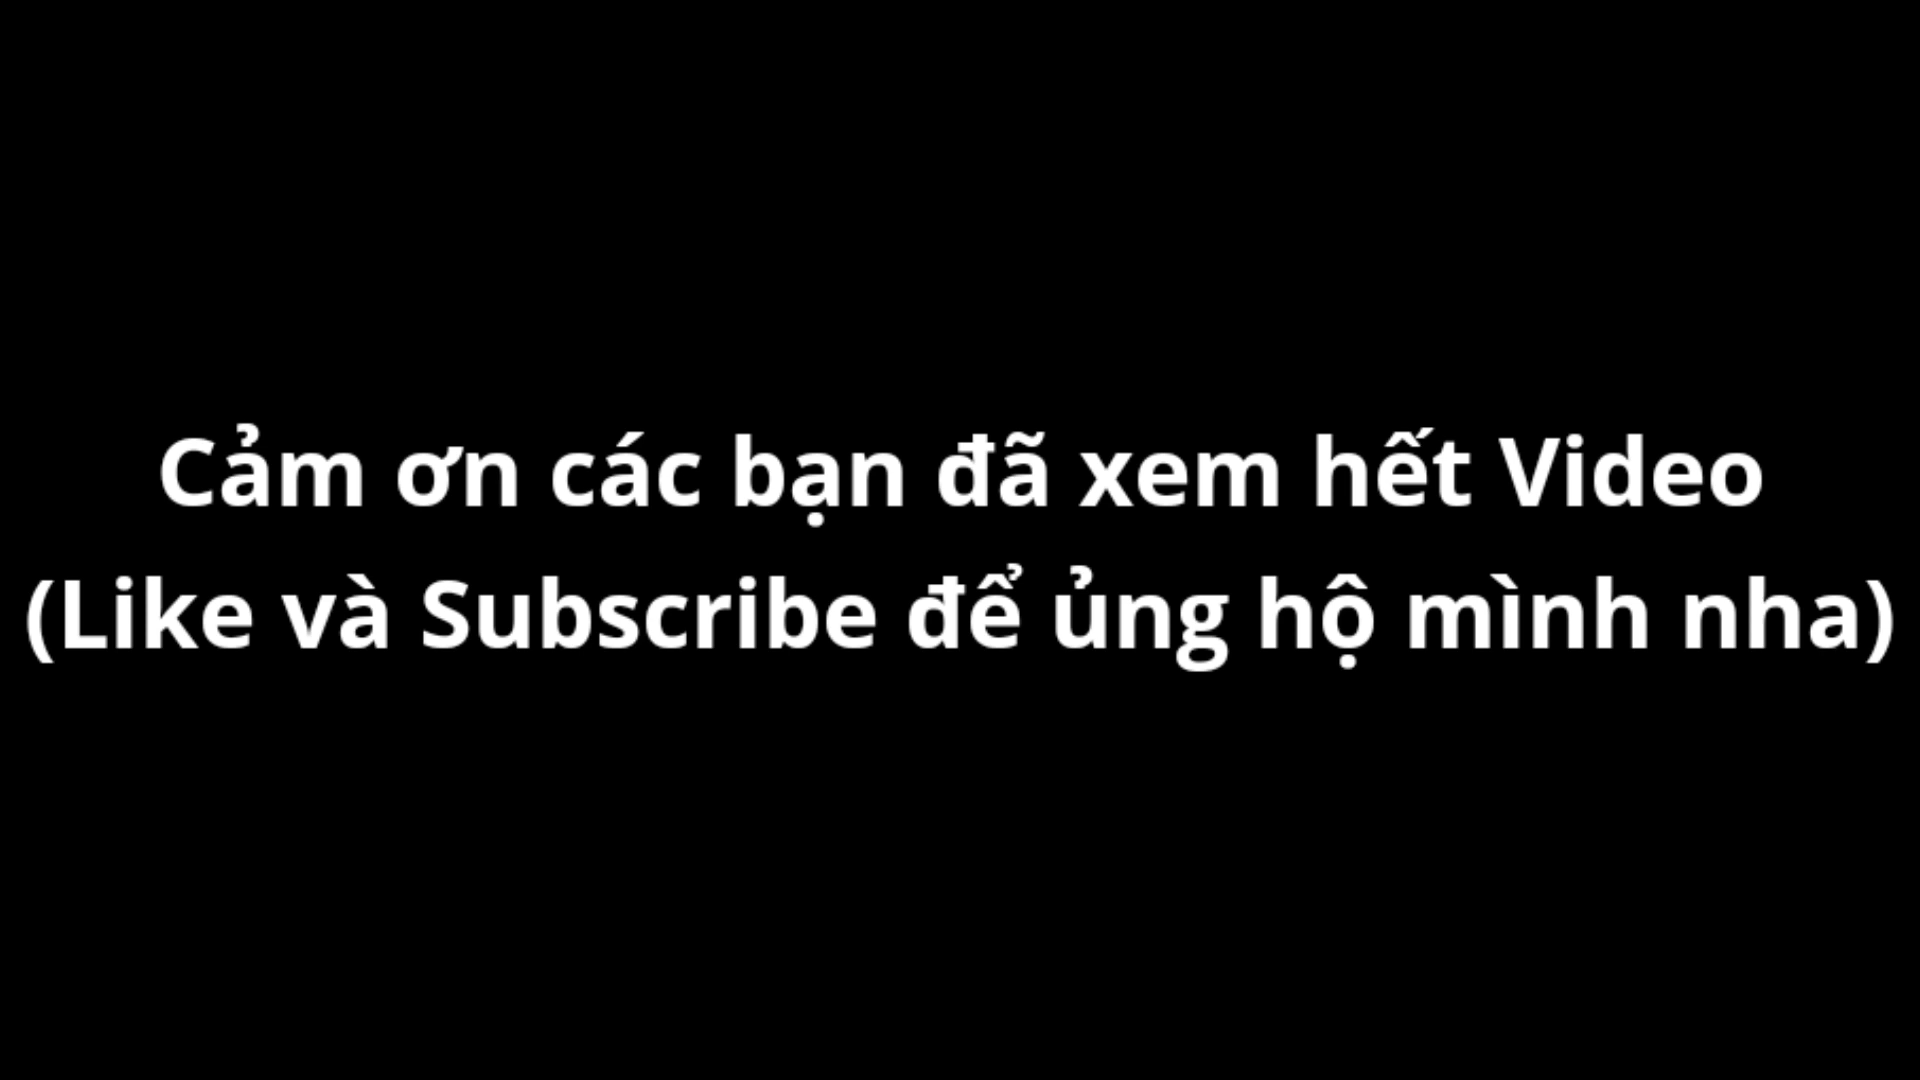 Cảm ơn các bạn đã xem hết Video
(Like và Subscribe để ủng hộ mình nha)